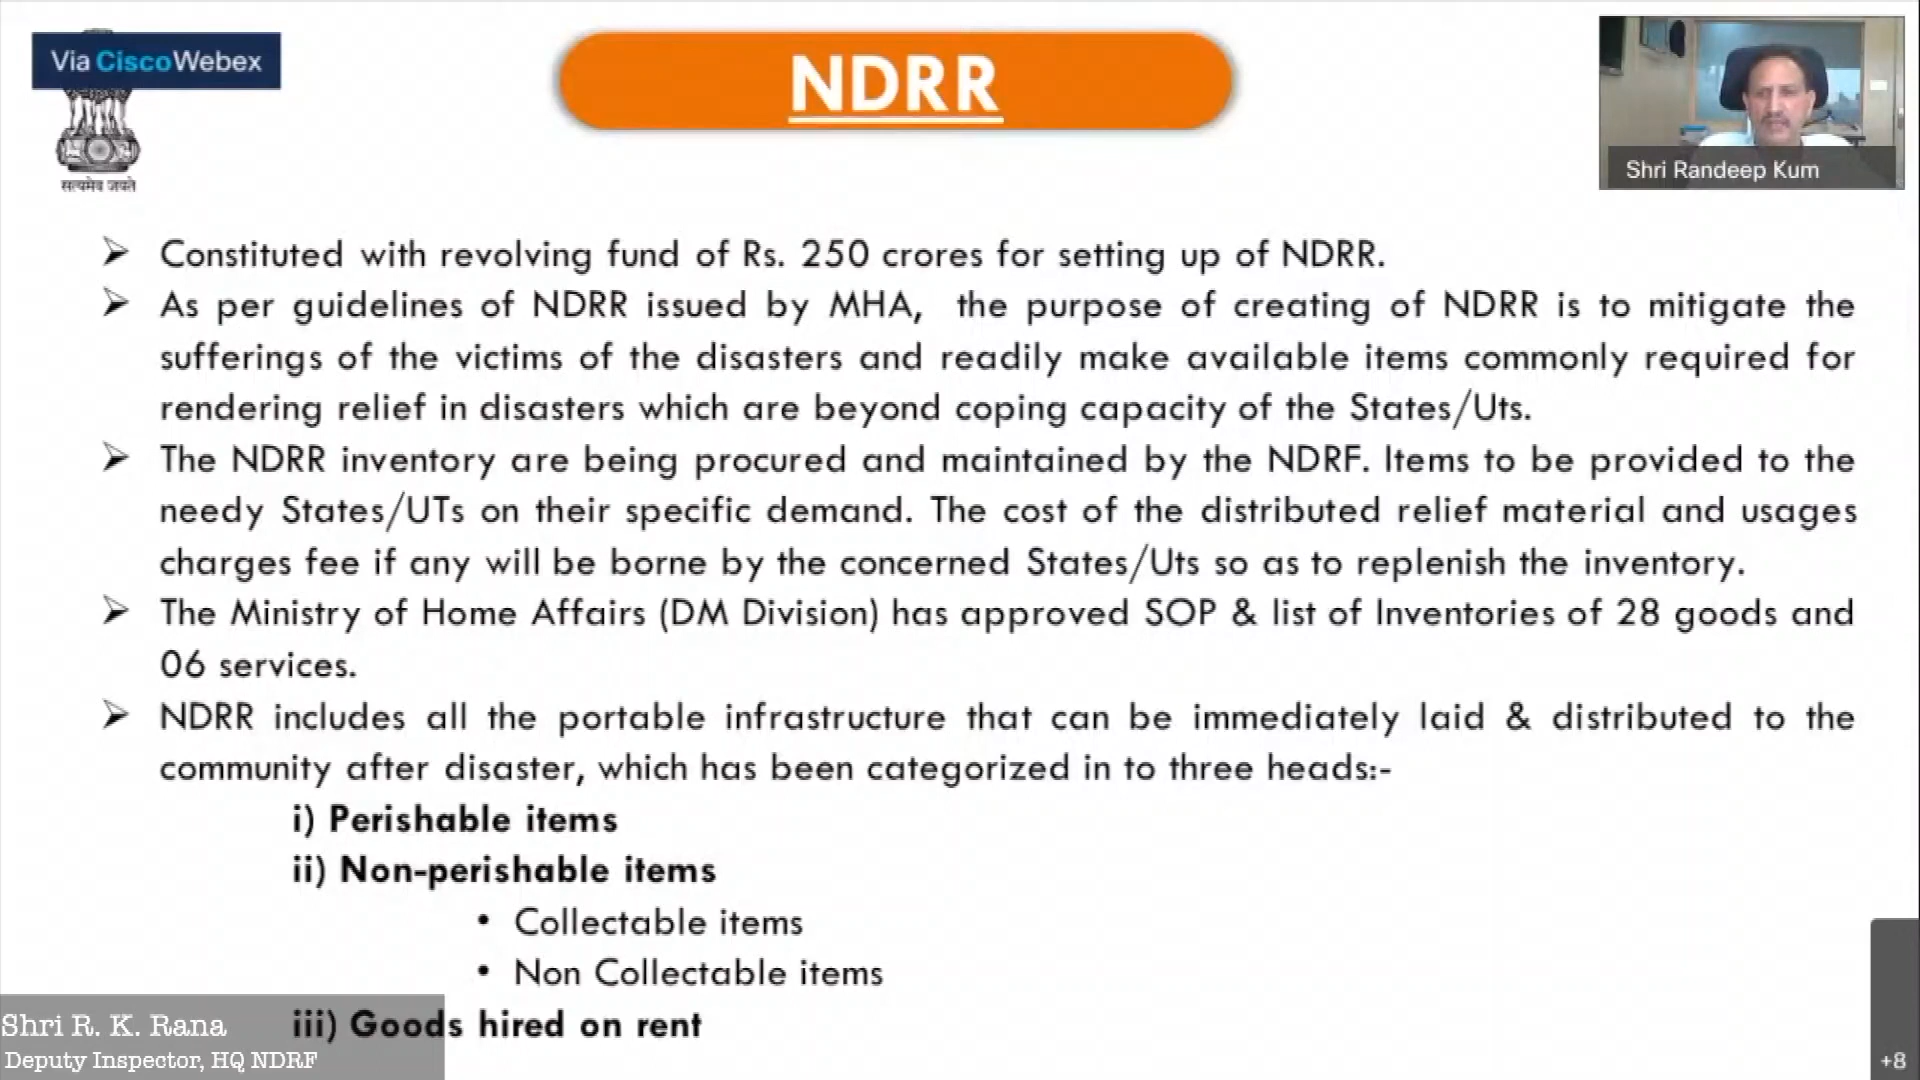 Via CiscoWebex
NDRR
सत्यमेव जयते
Shri Randeep Kum
➢ Constituted with revolving fund of Rs. 250 crores for setting up of NDRR.
➢ As per guidelines of NDRR issued by MHA, the purpose of creating of NDRR is to mitigate the
sufferings of the victims of the disasters and readily make available items commonly required for
rendering relief in disasters which are beyond coping capacity of the States/Uts.
➢ The NDRR inventory are being procured and maintained by the NDRF. Items to be provided to the
needy States/UTs on their specific demand. The cost of the distributed relief material and usages
charges fee if any will be borne by the concerned States/Uts so as to replenish the inventory.
➢ The Ministry of Home Affairs (DM Division) has approved SOP & list of Inventories of 28 goods and
06 services.
➢ NDRR includes all the portable infrastructure that can be immediately laid & distributed to the
community after disaster, which has been categorized in to three heads:-
i) Perishable items
ii) Non-perishable items
• Collectable items
• Non Collectable items
iii) Goods hired on rent
Shri R. K. Rana
Deputy Inspector, HQ NDRF
+8